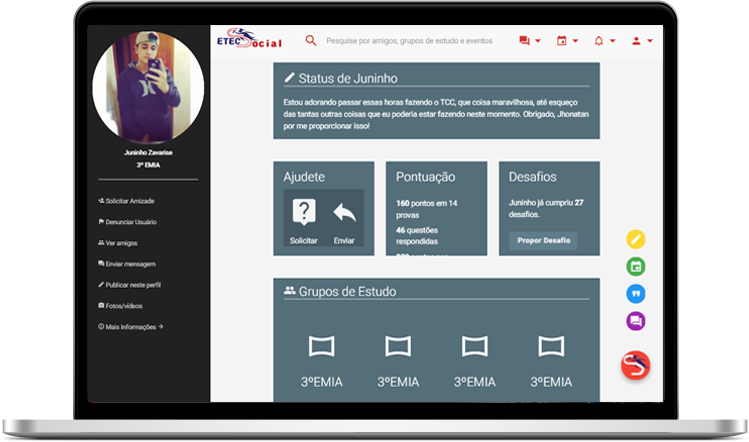 ETEC Social
Pesquise por amigos, grupos de estudo e eventos
Juninho Zavarise
3º EMIA
Solicitar Amizade
Denunciar Usuário
Ver amigos
Enviar mensagem
Publicar neste perfil
Fotos/vídeos
Mais Informações
Status de Juninho
Estou adorando passar essas horas fazendo o TCC, que coisa maravilhosa, até esqueço
das tantas outras coisas que eu poderia estar fazendo neste momento. Obrigado, Jhonatan
por me proporcionar isso!
Ajudete
Solicitar
Enviar
Pontuação
160 pontos em 14
provas
46 questões
respondidas
Desafios
Juninho já cumpriu 27
desafios.
Propor Desafio
Grupos de Estudo
3ºEMIA 3ºEMIA 3ºEMIA 3ºEMIA